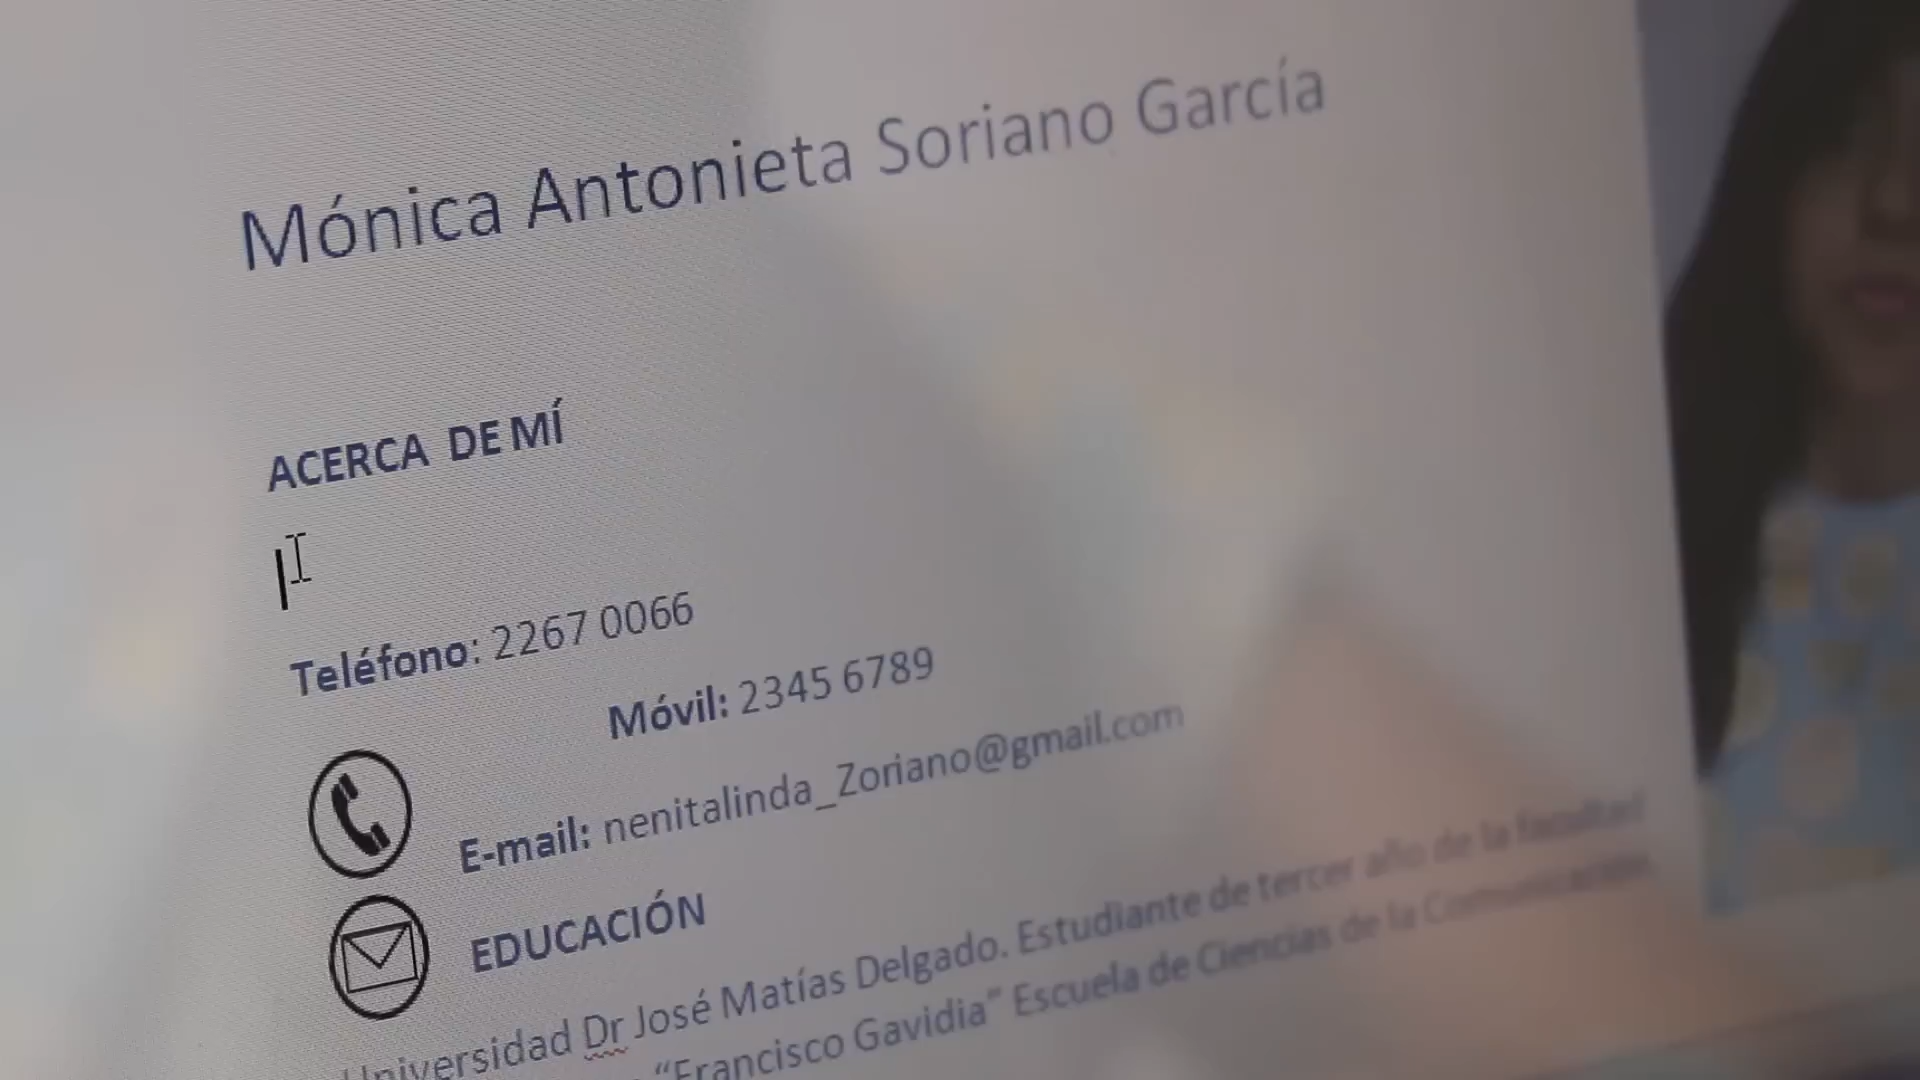 Mónica Antonieta Soriano García
ACERCA DE MÍ
Teléfono: 2267 0066
Móvil: 2345 6789
E-mail: nenitalinda_Zoriano@gmail.com
EDUCACIÓN
Universidad Dr José Matías Delgado. Estudiante de tercer año de la facultad
"Francisco Gavidia" Escuela de Ciencias de la Comunicación.